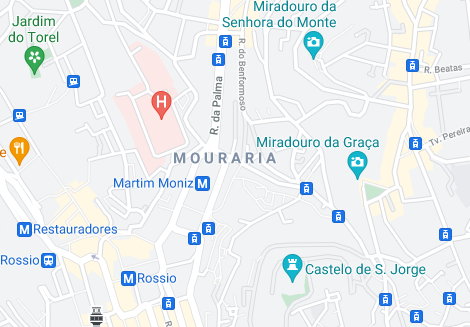 Miradouro da
Senhora do Monte
Jardim
do Torel
R. do Benformoso
R. Beatas
R. da Palma
H
Tv. Pereira
Miradouro da Graça
e
MOURARIA
Martim Moniz M
M Restauradores
Rossio
M Rossio
Castelo de S. Jorge